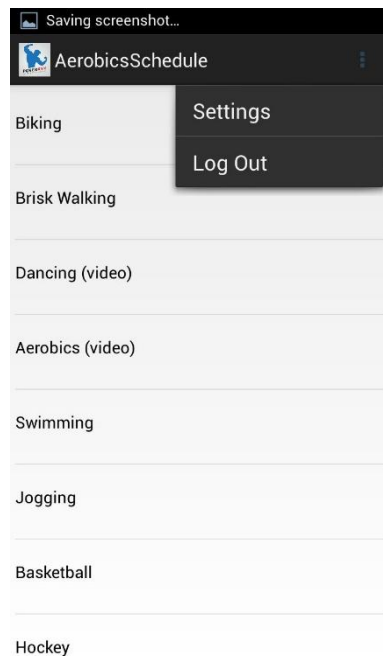 Saving screenshot...
AerobicsSchedule
Settings
Log Out
Biking
Brisk Walking
Dancing (video)
Aerobics (video)
Swimming
Jogging
Basketball
Hockey